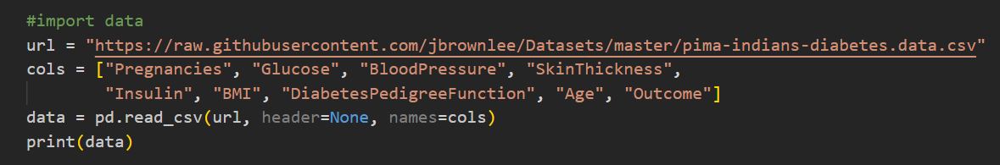 #import data
url = "https://raw.githubusercontent.com/jbrownlee/Datasets/master/pima-indians-diabetes.data.csv"
cols = ["Pregnancies", "Glucose", "BloodPressure", "SkinThickness",
        "Insulin", "BMI", "DiabetesPedigreeFunction", "Age", "Outcome"]
data = pd.read_csv(url, header=None, names=cols)
print(data)